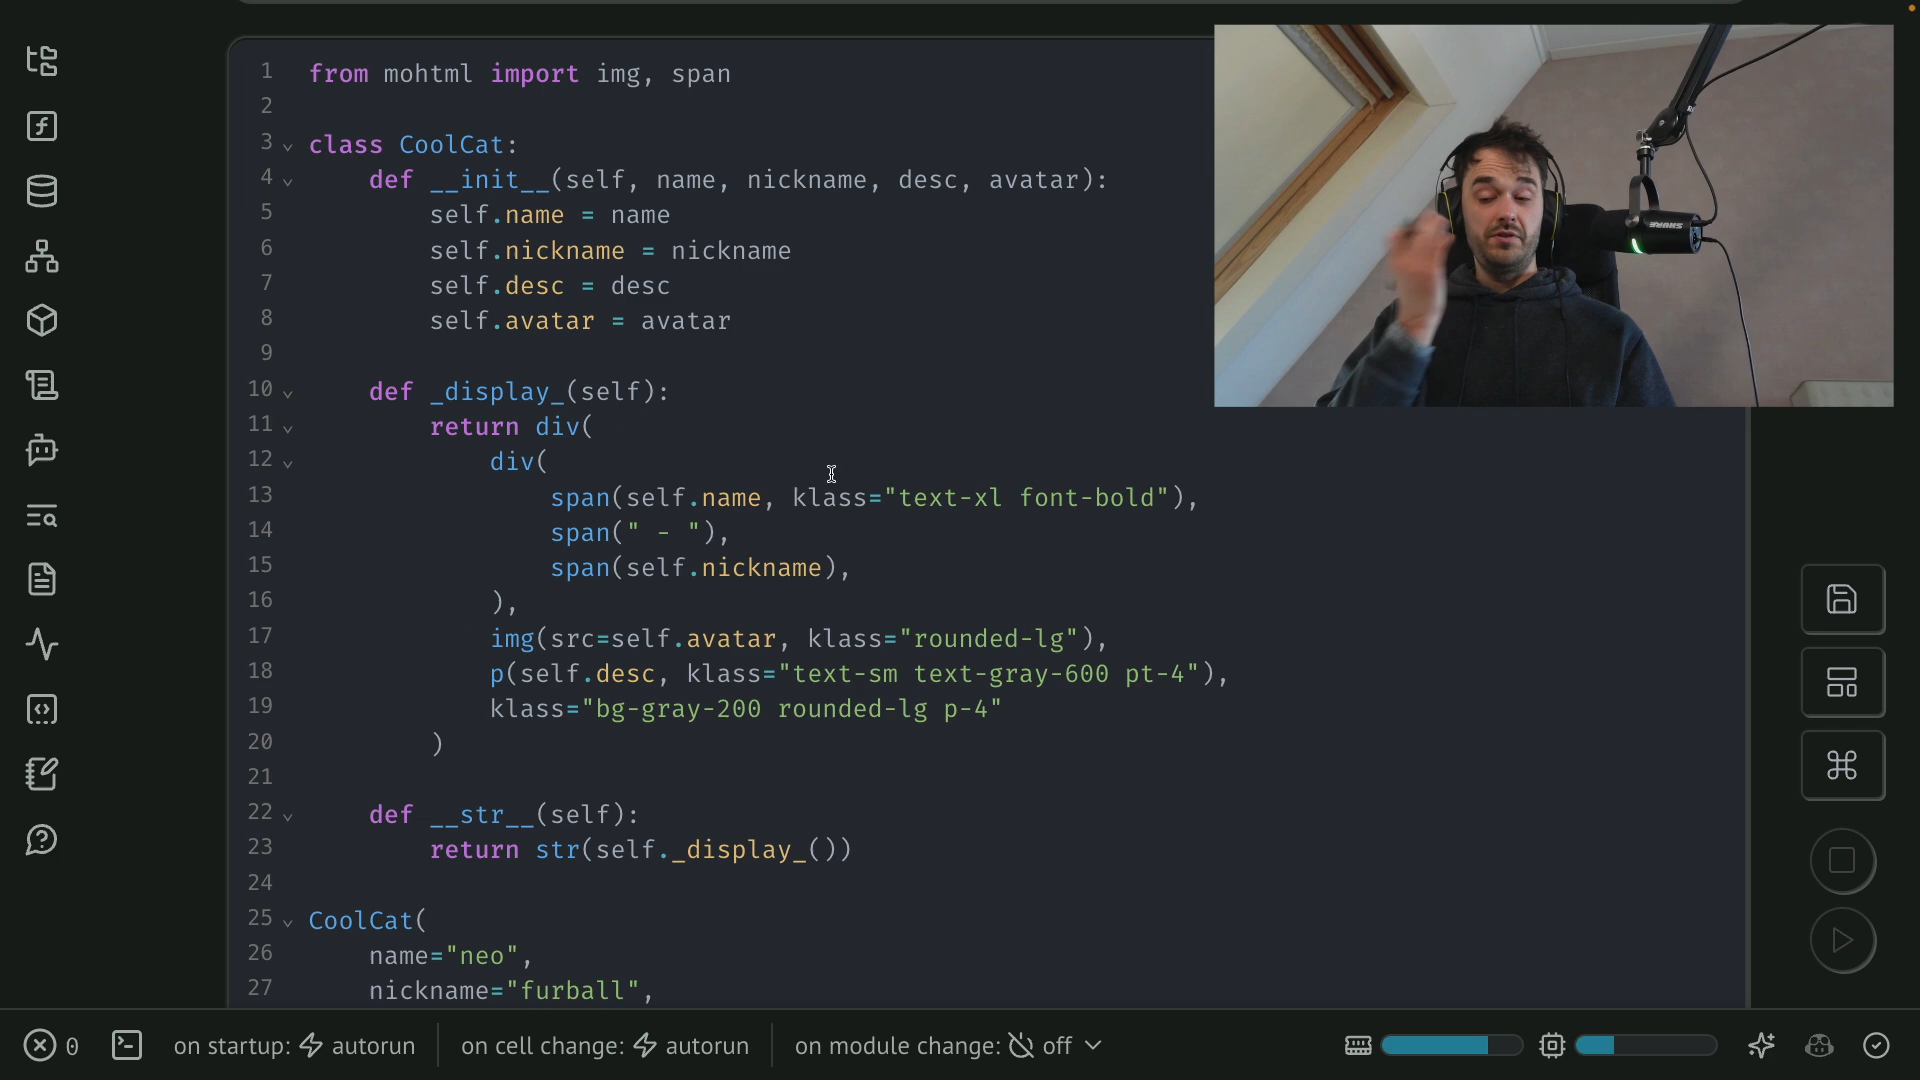 1 from mohtml import img, span
2
3 class CoolCat:
4 def __init__(self, name, nickname, desc, avatar):
5 self.name = name
6 self.nickname = nickname
7 self.desc = desc
8 self.avatar = avatar
9
10 def _display_(self):
11 return div(
12 div(
13 span(self.name, klass="text-xl font-bold"),
14 span(" - "),
15 span(self.nickname),
16 ),
17 img(src=self.avatar, klass="rounded-lg"),
18 p(self.desc, klass="text-sm text-gray-600 pt-4"),
19 klass="bg-gray-200 rounded-lg p-4"
20 )
21
22 def __str__(self):
23 return str(self._display_())
24
25 CoolCat(
26 name="neo",
27 nickname="furball",
SHURE
0 on startup: autorun on cell change: autorun on module change: off